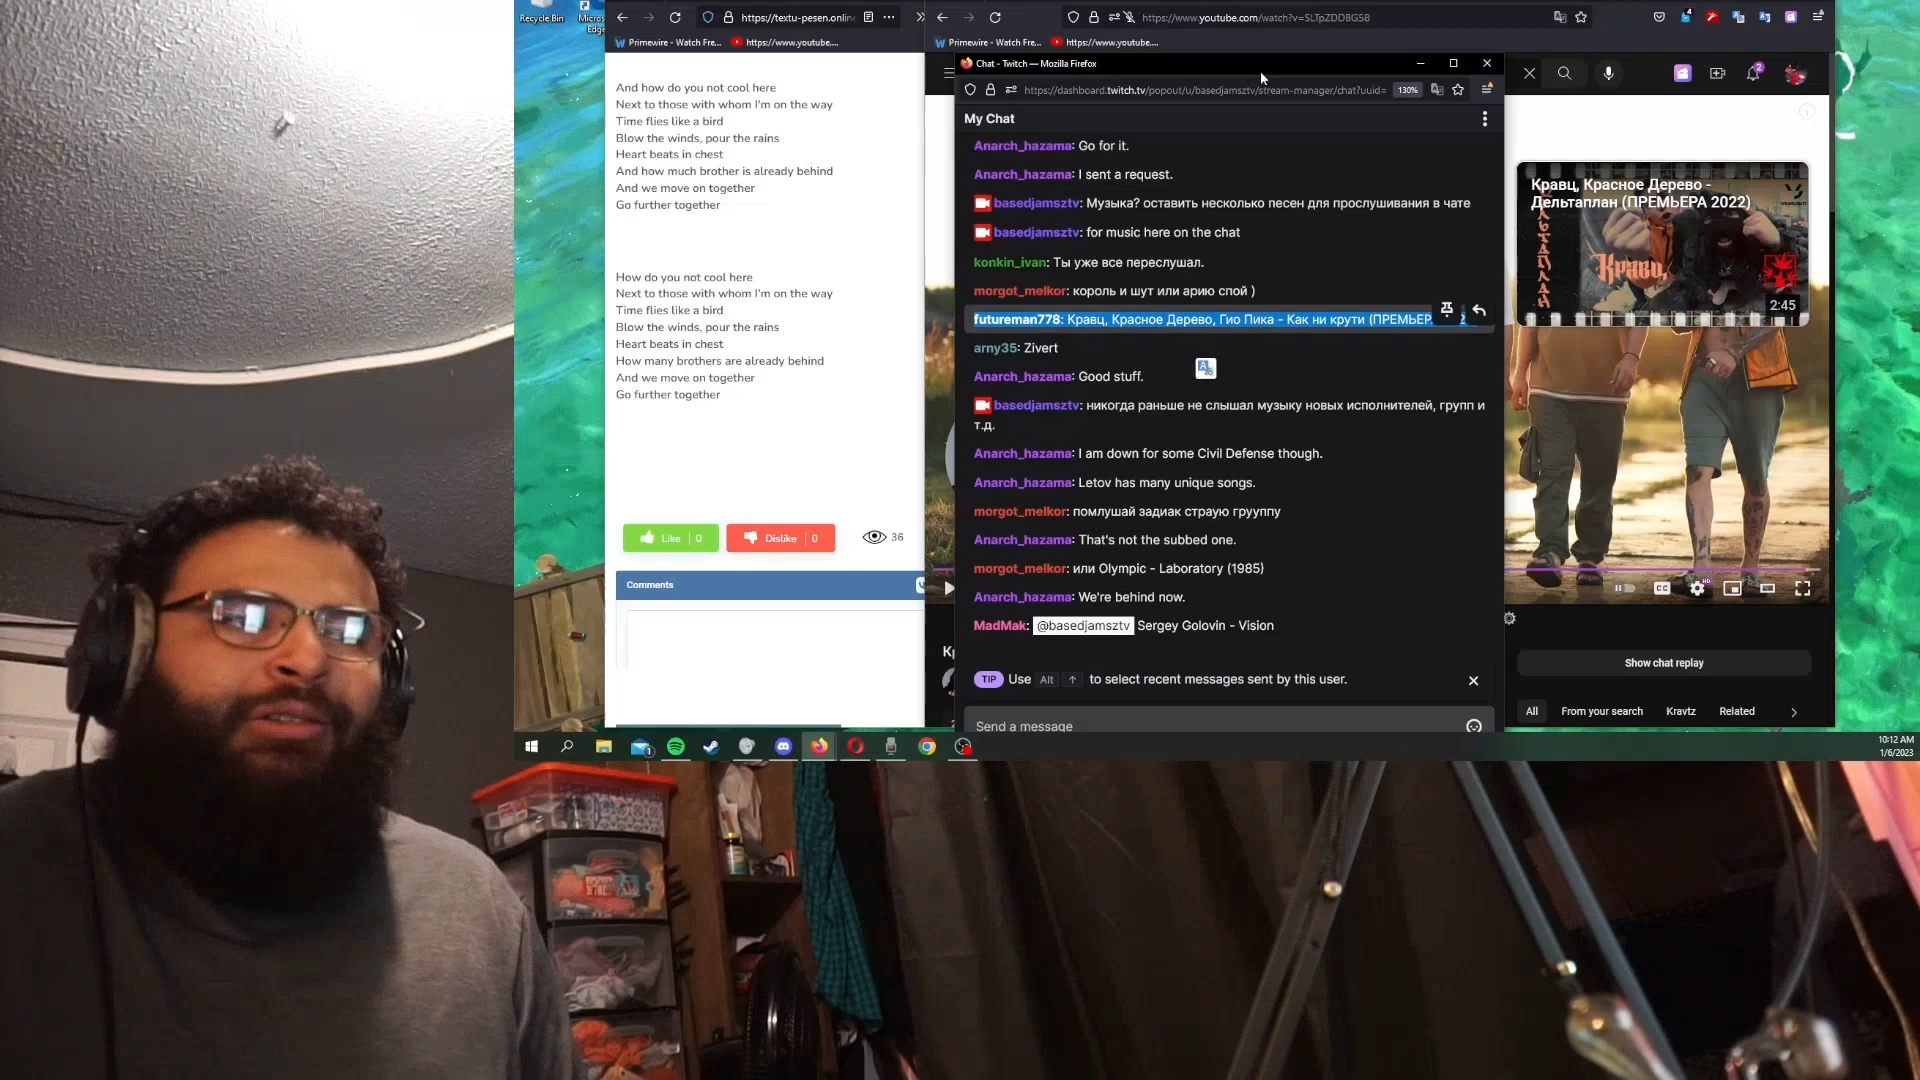 Recycle Bin
Edge
https://textu-pesen.online
Primewire - Watch Fre...
https://www.youtube....
And how do you not cool here
Next to those with whom I'm on the way
Time flies like a bird
Blow the winds, pour the rains
Heart beats in chest
And how much brother is already behind
And we move on together
Go further together
How do you not cool here
Next to those with whom I'm on the way
Time flies like a bird
Blow the winds, pour the rains
Heart beats in chest
How many brothers are already behind
And we move on together
Go further together
Like 0
Dislike 0
36
Comments
https://www.youtube.com/watch?v=SLTpZDDBG58
Primewire - Watch Fre...
https://www.youtube....
Chat - Twitch — Mozilla Firefox
https://dashboard.twitch.tv/popout/u/basedjamsztv/stream-manager/chat?uuid=
130%
My Chat
Anarch_hazama: Go for it.
Anarch_hazama: I sent a request.
basedjamsztv: Музыка? оставить несколько песен для прослушивания в чате
basedjamsztv: for music here on the chat
konkin_ivan: Ты уже все переслушал.
morgot_melkor: король и шут или арию спой )
futureman778: Кравц, Красное Дерево, Гио Пика - Как ни крути (ПРЕМЬЕР
arny35: Zivert
Anarch_hazama: Good stuff.
basedjamsztv: никогда раньше не слышал музыку новых исполнителей, групп и
т.д.
Anarch_hazama: I am down for some Civil Defense though.
Anarch_hazama: Letov has many unique songs.
morgot_melkor: помлушай задиак страую грууппу
Anarch_hazama: That's not the subbed one.
morgot_melkor: или Olympic - Laboratory (1985)
Anarch_hazama: We're behind now.
MadMak: @basedjamsztv Sergey Golovin - Vision
TIP Use Alt ↑ to select recent messages sent by this user.
Send a message
Кравц, Красное Дерево -
Дельтаплан (ПРЕМЬЕРА 2022)
ДЕЛЬТАПЛАН
Кравц,
2:45
CC
HD
Show chat replay
All
From your search
Kravtz
Related
10:12 AM
1/6/2023